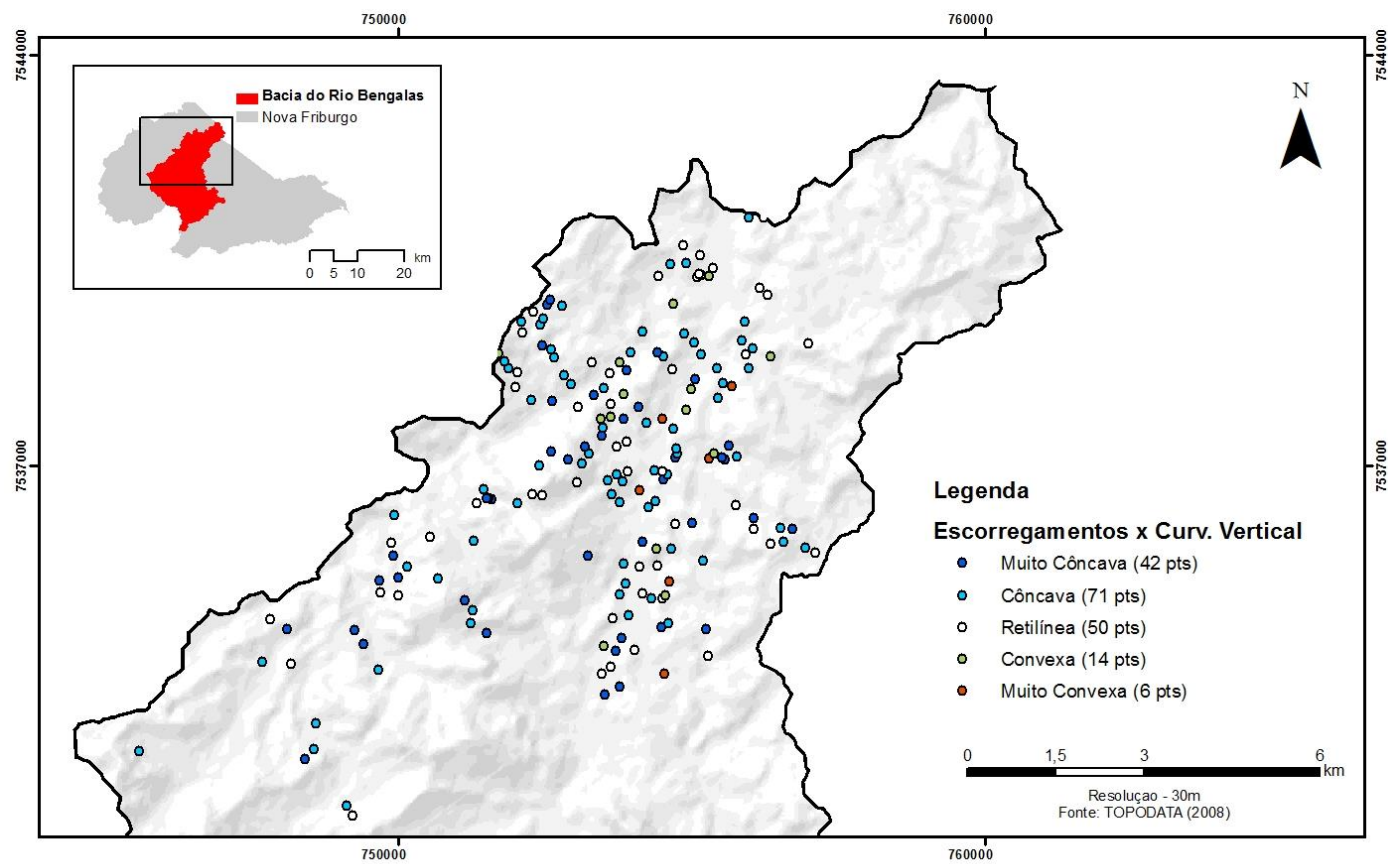 750000
760000
7544000
7544000
Bacia do Rio Bengalas
Nova Friburgo
km
0 5 10 20
N
7537000
7537000
Legenda
Escorregamentos x Curv. Vertical
Muito Côncava (42 pts)
Côncava (71 pts)
Retilínea (50 pts)
Convexa (14 pts)
Muito Convexa (6 pts)
0 1,5 3 6
km
Resoluçao - 30m
Fonte: TOPODATA (2008)
750000
760000